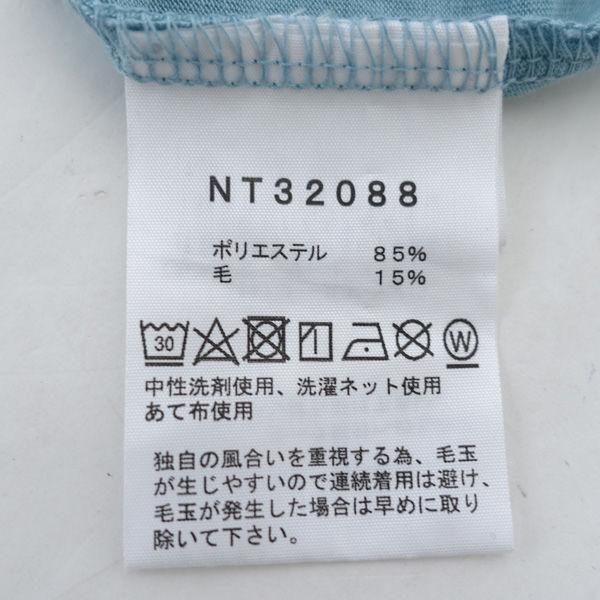 NT32088
ポリエステル 85%
毛 15%
30 W
中性洗剤使用、洗濯ネット使用
あて布使用
独自の風合いを重視する為、毛玉
が生じやすいので連続着用は避け、
毛玉が発生した場合は早めに取り
除いて下さい。